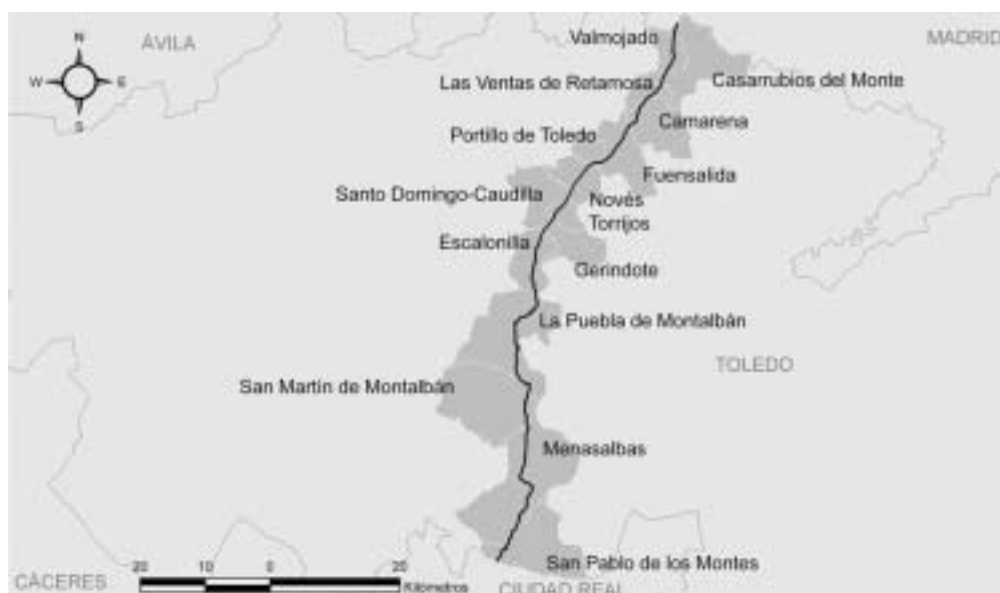 N
ÁVILA
Valmojado
MADRID
W
E
S
Las Ventas de Retamosa
Casarrubios del Monte
Camarena
Portillo de Toledo
Fuensalida
Santo Domingo-Caudilla
Novés
Torrijos
Escalonilla
Gerindote
La Puebla de Montalbán
TOLEDO
San Martín de Montalbán
Menasalbas
San Pablo de los Montes
20 10 0 20
Kilómetros
CÁCERES
CIUDAD REAL